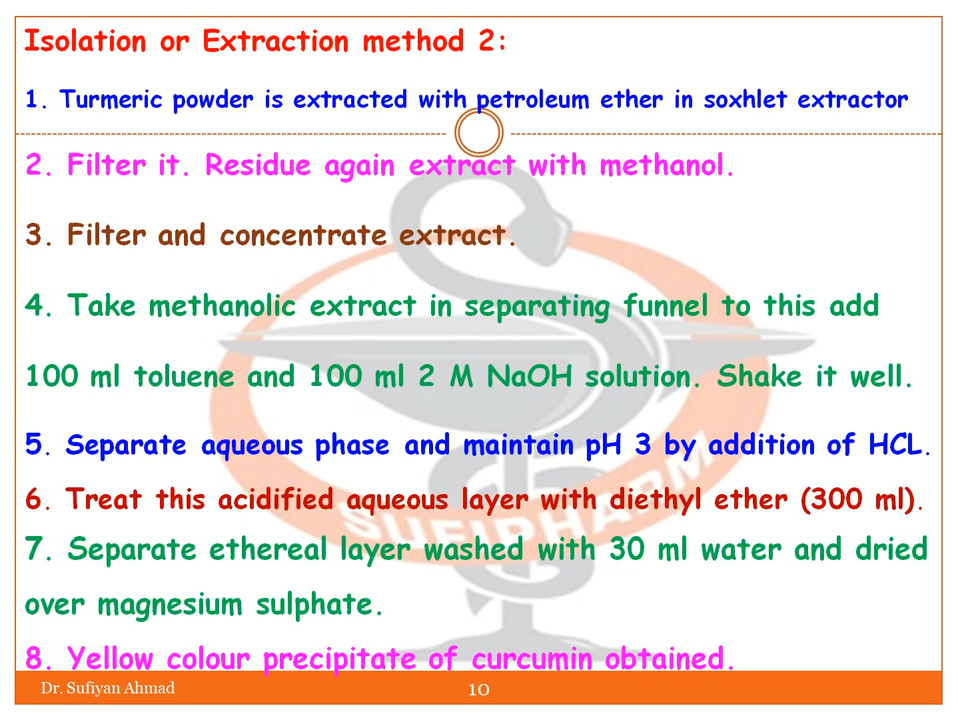 Isolation or Extraction method 2:
1. Turmeric powder is extracted with petroleum ether in soxhlet extractor
2. Filter it. Residue again extract with methanol.
3. Filter and concentrate extract.
4. Take methanolic extract in separating funnel to this add
100 ml toluene and 100 ml 2 M NaOH solution. Shake it well.
5. Separate aqueous phase and maintain pH 3 by addition of HCL.
6. Treat this acidified aqueous layer with diethyl ether (300 ml).
SUFIPHARM
7. Separate ethereal layer washed with 30 ml water and dried
over magnesium sulphate.
8. Yellow colour precipitate of curcumin obtained.
Dr. Sufiyan Ahmad
10